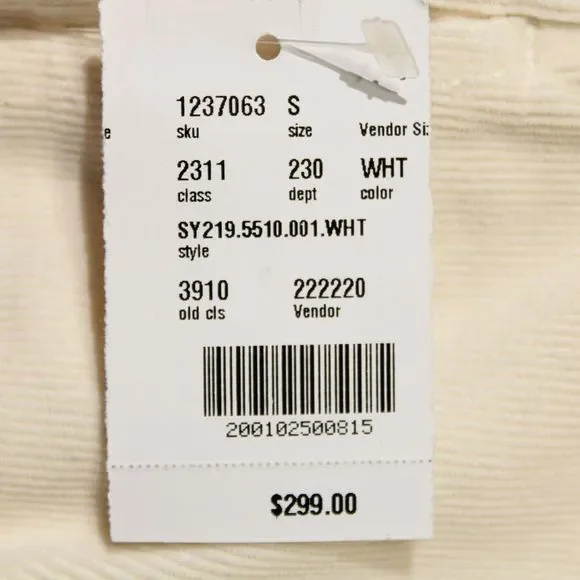 1237063 S
e sku size Vendor Si
2311 230 WHT
class dept color
SY219.5510.001.WHT
style
3910 222220
old cls Vendor
200102500815
$299.00